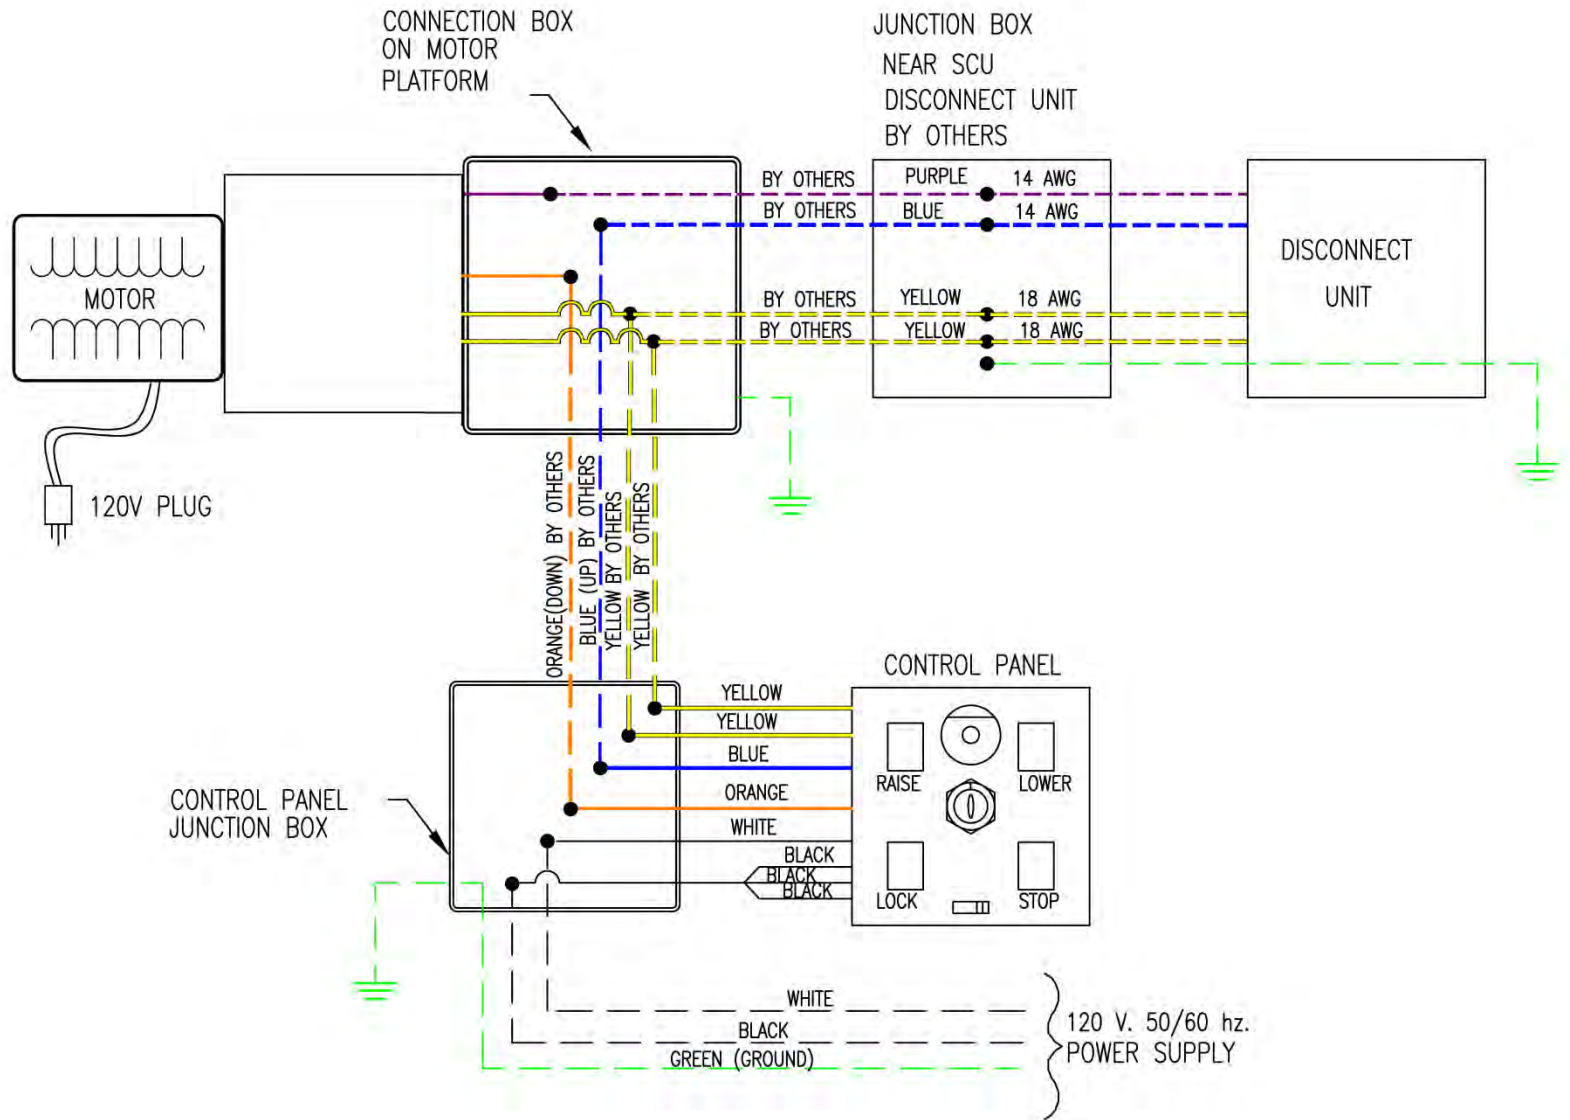 CONNECTION BOX
ON MOTOR
PLATFORM
JUNCTION BOX
NEAR SCU
DISCONNECT UNIT
BY OTHERS
BY OTHERS
PURPLE
14 AWG
BY OTHERS
BLUE
14 AWG
BY OTHERS
YELLOW
18 AWG
BY OTHERS
YELLOW
18 AWG
DISCONNECT
UNIT
MOTOR
120V PLUG
ORANGE(DOWN) BY OTHERS
BLUE (UP) BY OTHERS
YELLOW BY OTHERS
YELLOW BY OTHERS
CONTROL PANEL
YELLOW
YELLOW
BLUE
ORANGE
WHITE
BLACK
BLACK
BLACK
RAISE
LOWER
LOCK
STOP
CONTROL PANEL
JUNCTION BOX
WHITE
BLACK
GREEN (GROUND)
120 V. 50/60 hz.
POWER SUPPLY